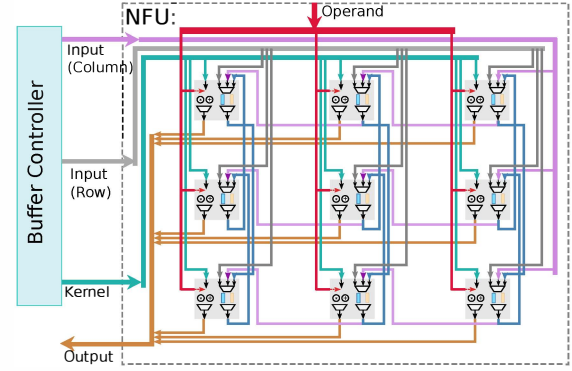 NFU:
Operand
Input
(Column)
Buffer Controller
Input
(Row)
Kernel
Output